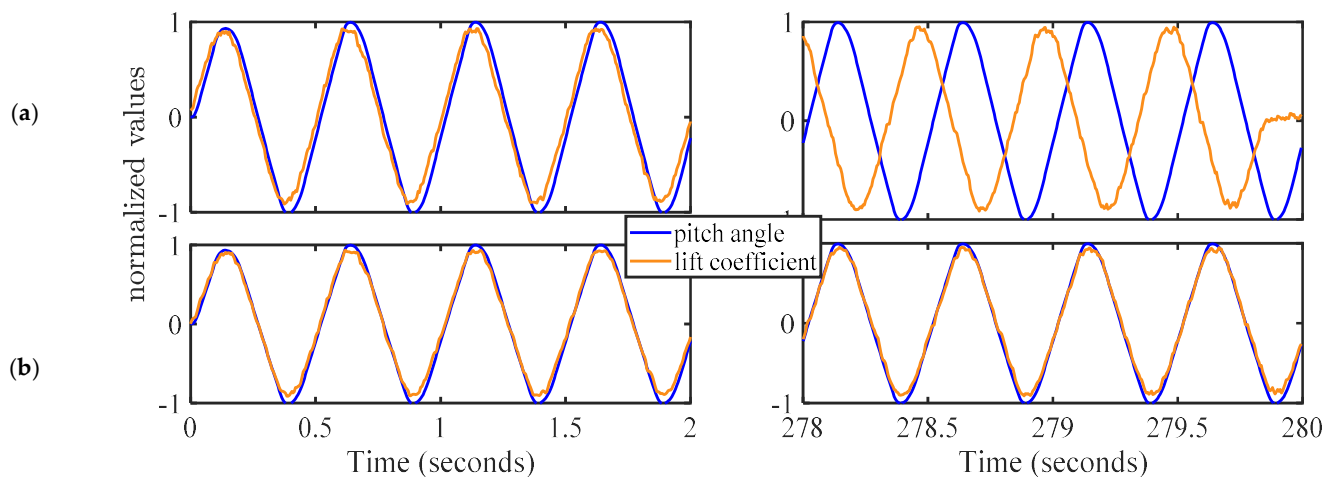 (a)
normalized values
1
0
-1
1
0
-1
pitch angle
lift coefficient
(b)
1
0
-1
0 0.5 1 1.5 2
Time (seconds)
1
0
-1
278 278.5 279 279.5 280
Time (seconds)